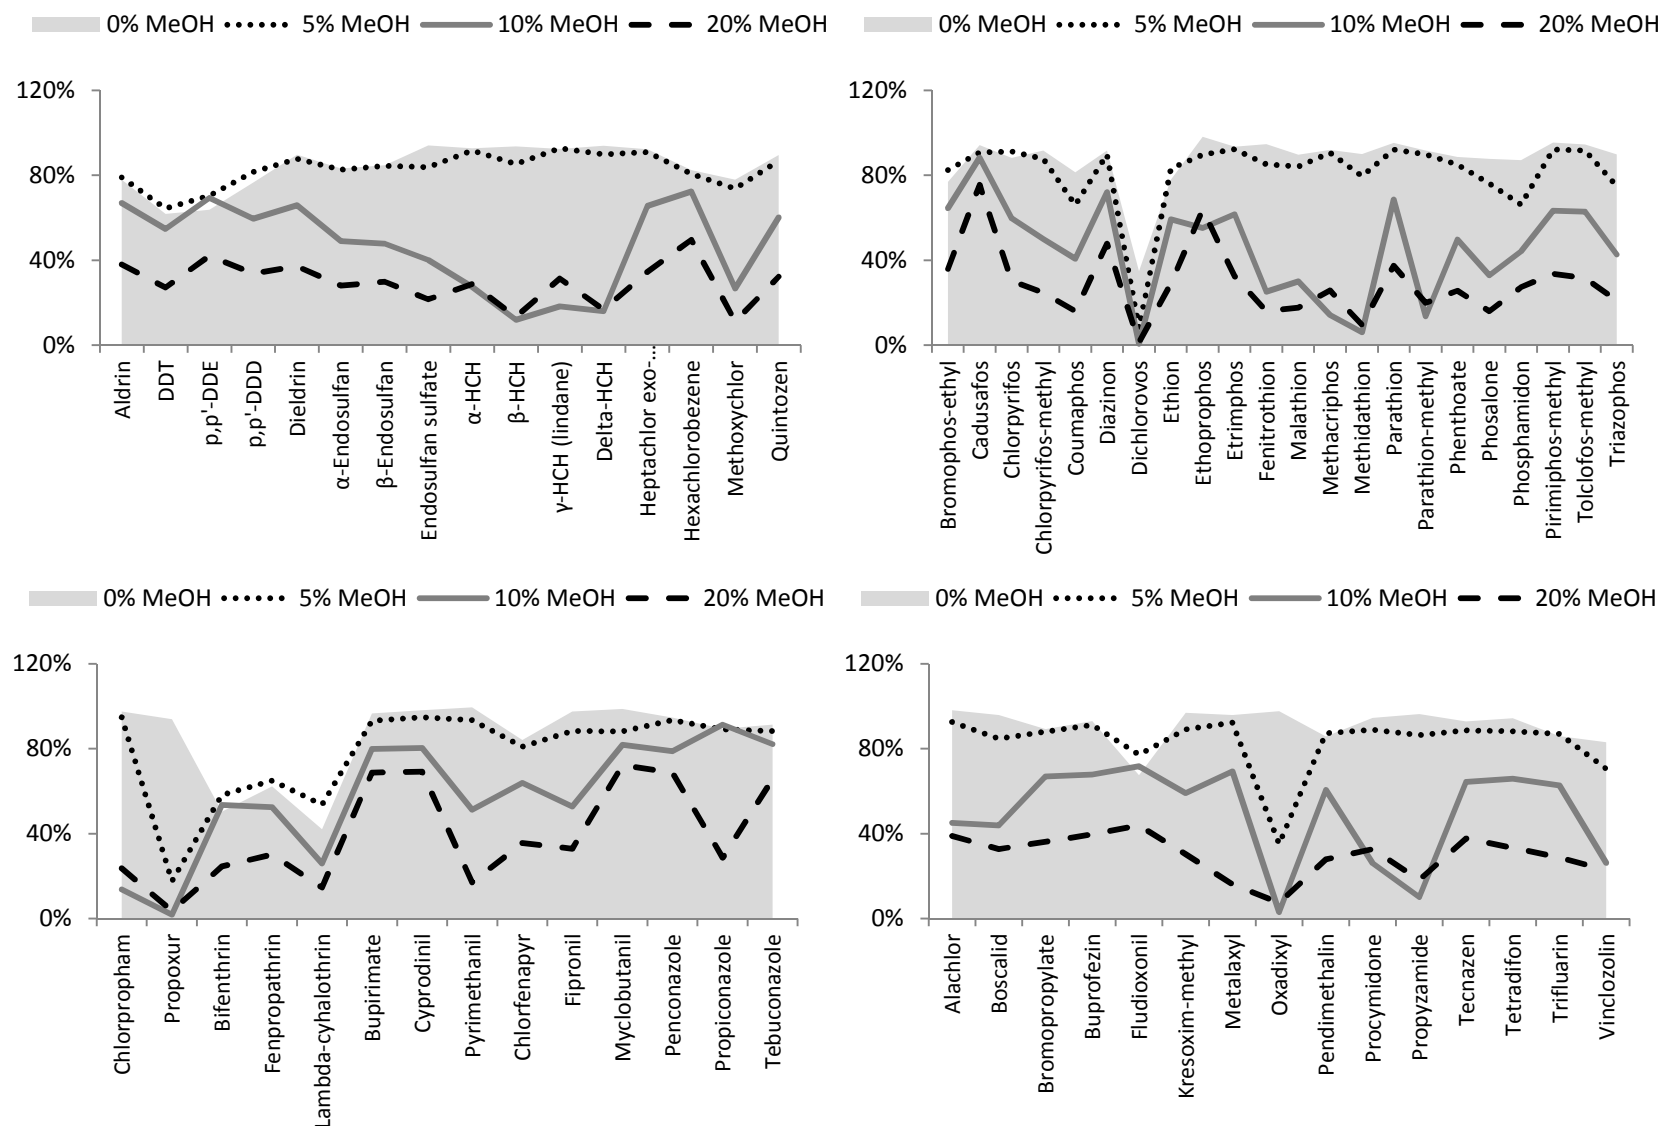 0% MeOH 5% MeOH 10% MeOH 20% MeOH
120%
80%
40%
0%
Aldrin
DDT
p,p'-DDE
p,p'-DDD
Dieldrin
α-Endosulfan
β-Endosulfan
Endosulfan sulfate
α-HCH
β-HCH
γ-HCH (lindane)
Delta-HCH
Heptachlor exo-…
Hexachlorobezene
Methoxychlor
Quintozen
0% MeOH 5% MeOH 10% MeOH 20% MeOH
120%
80%
40%
0%
Bromophos-ethyl
Cadusafos
Chlorpyrifos
Chlorpyrifos-methyl
Coumaphos
Diazinon
Dichlorovos
Ethion
Ethoprophos
Etrimphos
Fenitrothion
Malathion
Methacriphos
Methidathion
Parathion
Parathion-methyl
Phenthoate
Phosalone
Phosphamidon
Pirimiphos-methyl
Tolclofos-methyl
Triazophos
0% MeOH 5% MeOH 10% MeOH 20% MeOH
120%
80%
40%
0%
Chlorpropham
Propoxur
Bifenthrin
Fenpropathrin
Lambda-cyhalothrin
Bupirimate
Cyprodinil
Pyrimethanil
Chlorfenapyr
Fipronil
Myclobutanil
Penconazole
Propiconazole
Tebuconazole
0% MeOH 5% MeOH 10% MeOH 20% MeOH
120%
80%
40%
0%
Alachlor
Boscalid
Bromopropylate
Buprofezin
Fludioxonil
Kresoxim-methyl
Metalaxyl
Oxadixyl
Pendimethalin
Procymidone
Propyzamide
Tecnazen
Tetradifon
Trifluarin
Vinclozolin